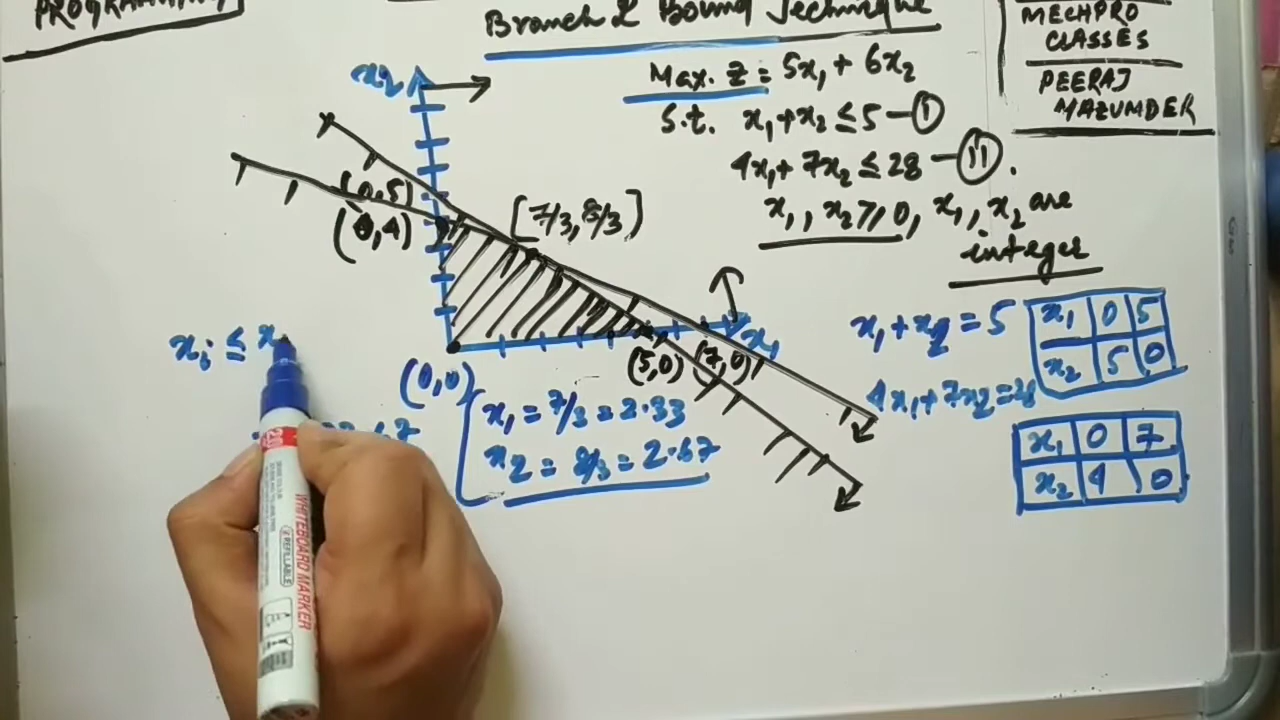 PROGRAMMING
Branch & Bound Technique
MECHPRO
CLASSES
PEERAJ
MAZUMDER
Max. Z = 5x₁ + 6x₂
S.t. x₁ + x₂ ≤ 5 - (I)
4x₁ + 7x₂ ≤ 28 - (II).
x₁, x₂ ≥ 0, x₁, x₂ are
integer
x₂
(0,5)
(0,4)
[7/3, 8/3]
x₁
(5,0) (7,0)
(0,0)
x₁ + x₂ = 5
x₁ 0 5
x₂ 5 0
4x₁ + 7x₂ = 28
x₁ 0 7
x₂ 4 0
xᵢ ≤ x
x₁ = 7/3 = 2.33
x₂ = 8/3 = 2.67
WHITEBOARD MARKER
REFILLABLE